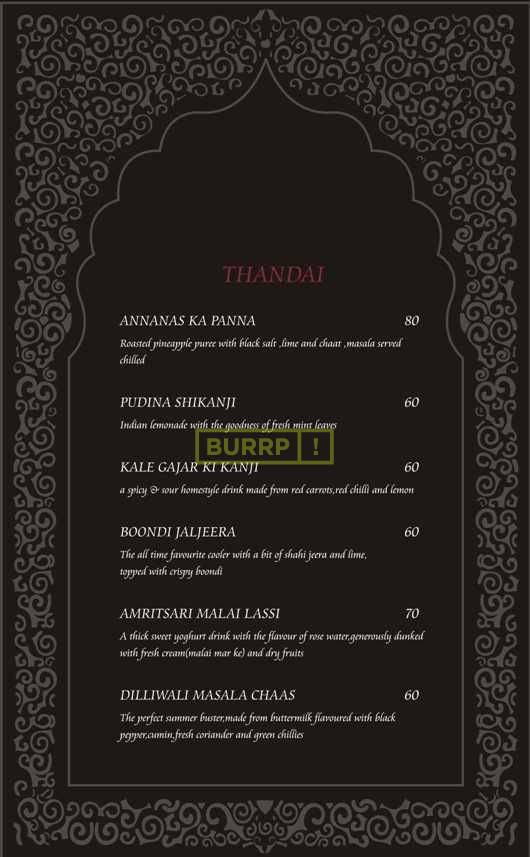 THANDAI
ANNANAS KA PANNA 80
Roasted pineapple puree with black salt ,lime and chaat ,masala served
chilled
PUDINA SHIKANJI 60
Indian lemonade with the goodness of fresh mint leaves
BURRP !
KALE GAJAR KI KANJI 60
a spicy & sour homestyle drink made from red carrots,red chilli and lemon
BOONDI JALJEERA 60
The all time favourite cooler with a bit of shahi jeera and lime,
topped with crispy boondi
AMRITSARI MALAI LASSI 70
A thick sweet yoghurt drink with the flavour of rose water,generously dunked
with fresh cream(malai mar ke) and dry fruits
DILLIWALI MASALA CHAAS 60
The perfect summer buster,made from buttermilk flavoured with black
pepper,cumin,fresh coriander and green chillies